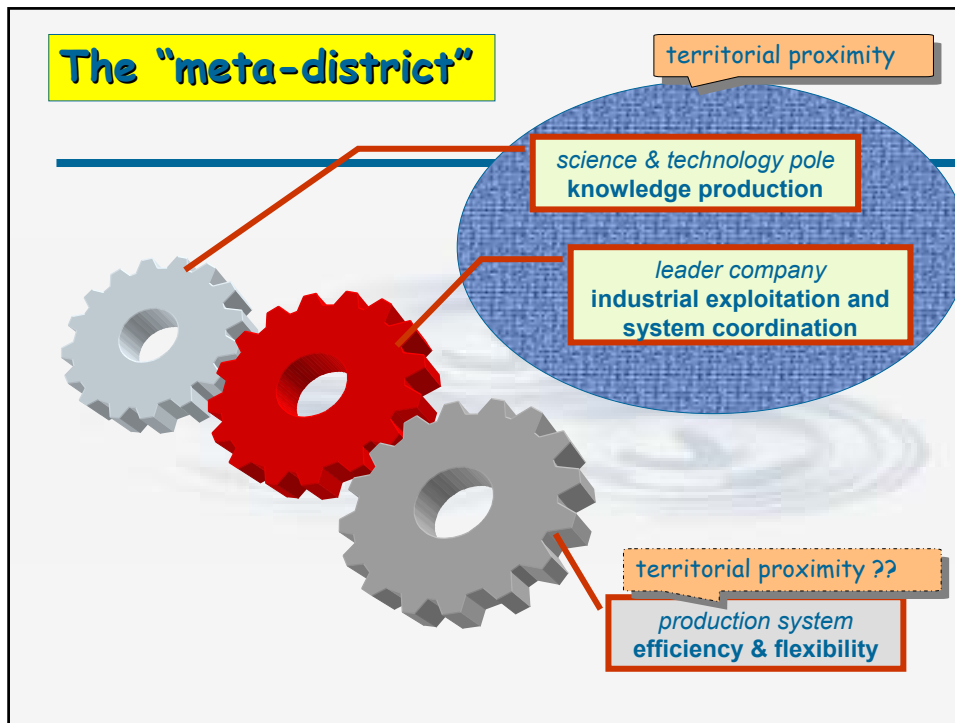 The “meta-district”
territorial proximity
science & technology pole
knowledge production
leader company
industrial exploitation and
system coordination
territorial proximity ??
production system
efficiency & flexibility